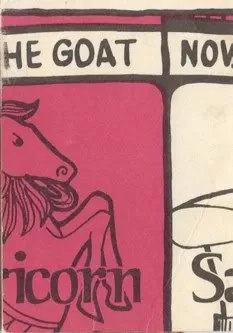 HE GOAT NOV
ricorn Sa